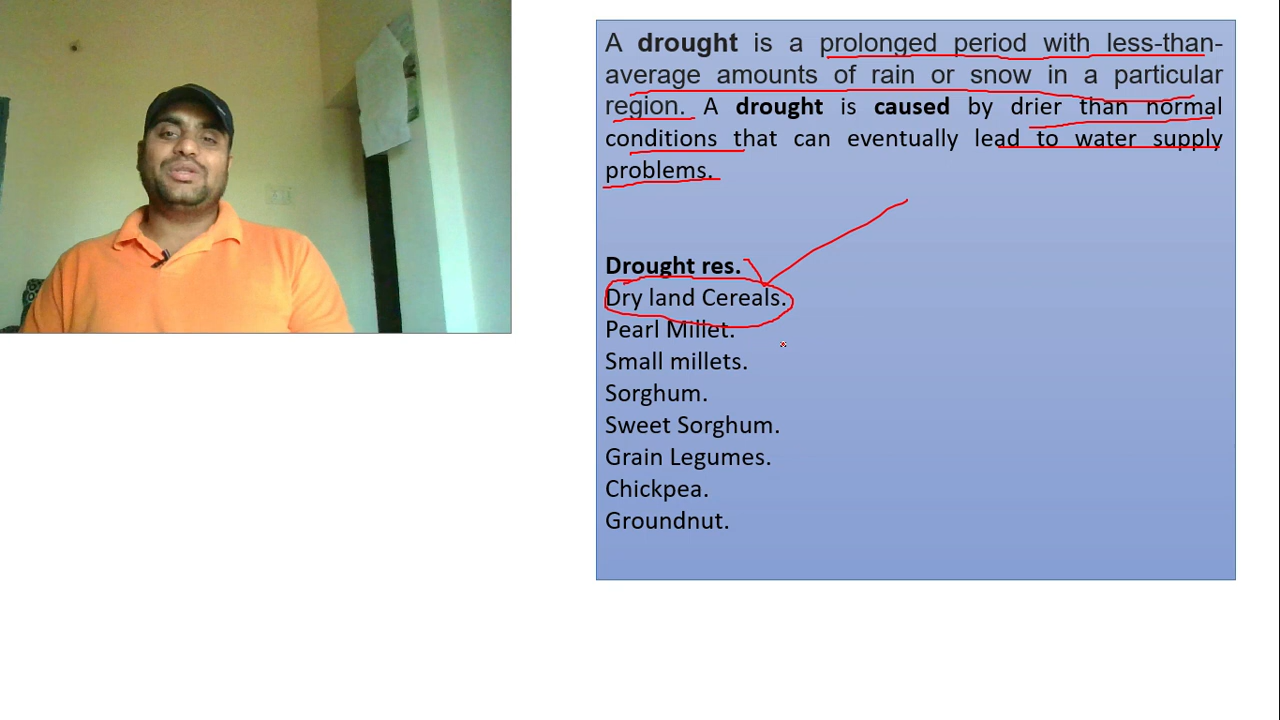 A drought is a prolonged period with less-than-
average amounts of rain or snow in a particular
region. A drought is caused by drier than normal
conditions that can eventually lead to water supply
problems.
Drought res.
Dry land Cereals.
Pearl Millet.
Small millets.
Sorghum.
Sweet Sorghum.
Grain Legumes.
Chickpea.
Groundnut.